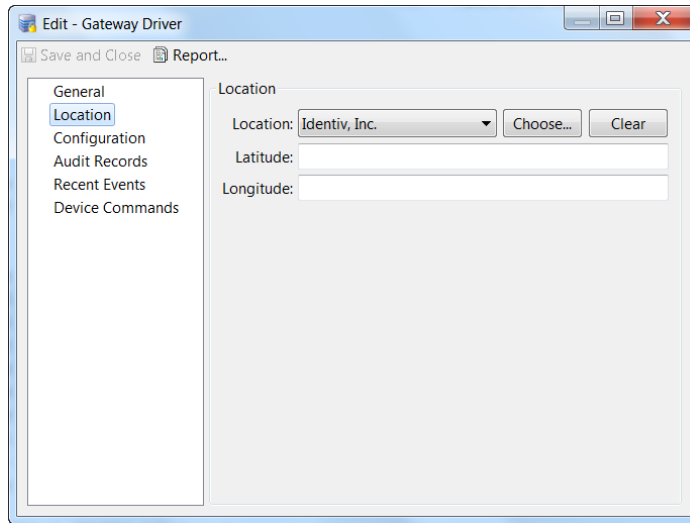 Edit - Gateway Driver
Save and Close Report...
General
Location
Configuration
Audit Records
Recent Events
Device Commands
Location
Location: Identiv, Inc. Choose... Clear
Latitude:
Longitude: